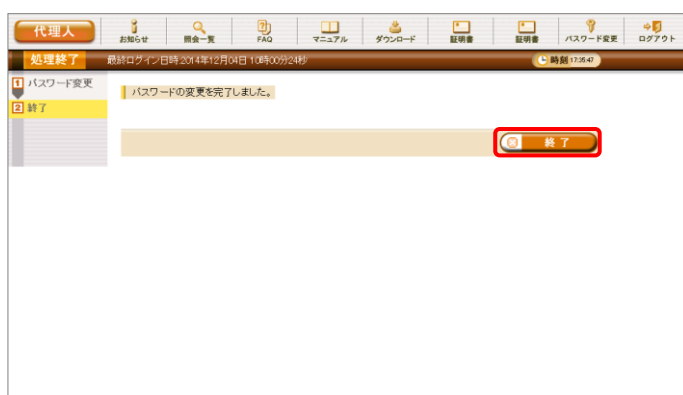 代理人
お知らせ
照会一覧
FAQ
マニュアル
ダウンロード
証明書
証明書
パスワード変更
ログアウト
処理終了 最終ログイン日時:2014年12月04日 10時00分24秒 時刻 17:35:47
1 パスワード変更
2 終了
パスワードの変更を完了しました。
終了